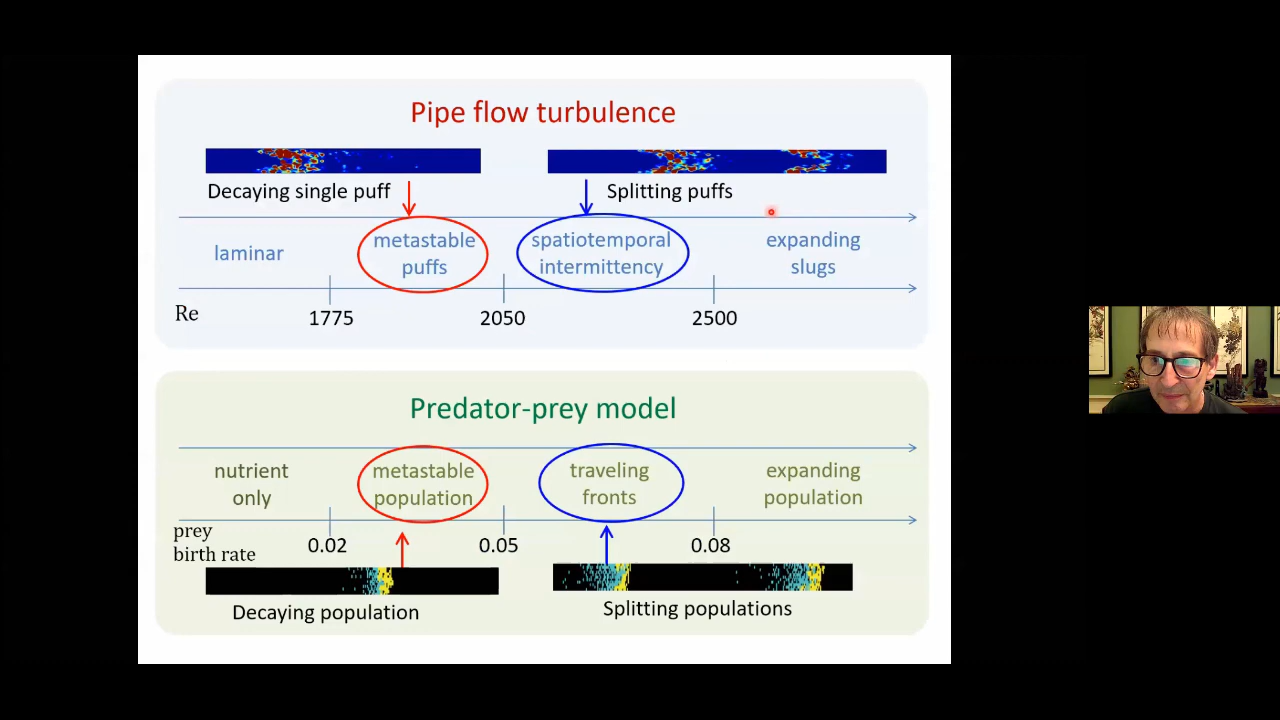 Pipe flow turbulence
Decaying single puff
Splitting puffs
laminar
metastable
puffs
spatiotemporal
intermittency
expanding
slugs
Re
1775
2050
2500
Predator-prey model
nutrient
only
metastable
population
traveling
fronts
expanding
population
prey
birth rate
0.02
0.05
0.08
Decaying population
Splitting populations